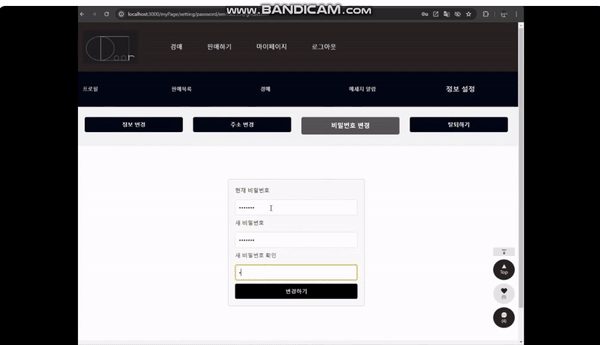 www.BANDICAM.com
localhost:3000/myPage/setting/password/
경매 판매하기 마이페이지 로그아웃
프로필 판매목록 경매 메세지 알람 정보 설정
정보 변경 주소 변경 비밀번호 변경 탈퇴하기
현재 비밀번호
•••••••
새 비밀번호
•••••••
새 비밀번호 확인
변경하기
Top